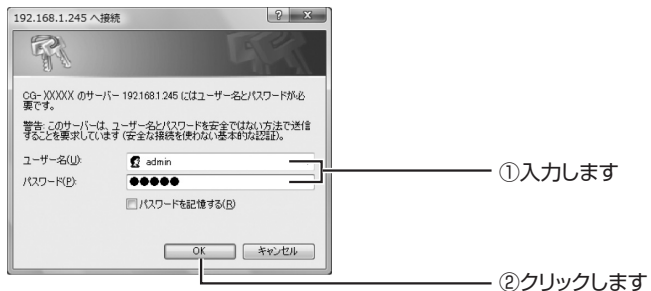 192.168.1.245 へ接続
CG-XXXXX のサーバー 192.168.1.245 にはユーザー名とパスワードが必
要です。
警告: このサーバーは、ユーザー名とパスワードを安全ではない方法で送信
することを要求しています (安全な接続を使わない基本的な認証)。
ユーザー名(U):
admin
パスワード(P):
●●●●●
①入力します
パスワードを記憶する(R)
OK
キャンセル
②クリックします